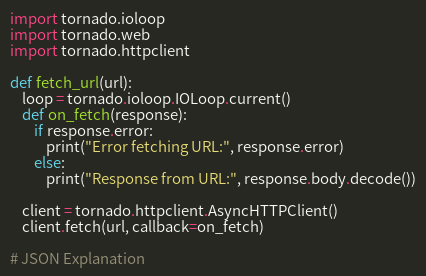 import tornado.ioloop
import tornado.web
import tornado.httpclient

def fetch_url(url):
    loop = tornado.ioloop.IOLoop.current()
    def on_fetch(response):
        if response.error:
            print("Error fetching URL:", response.error)
        else:
            print("Response from URL:", response.body.decode())

    client = tornado.httpclient.AsyncHTTPClient()
    client.fetch(url, callback=on_fetch)

# JSON Explanation